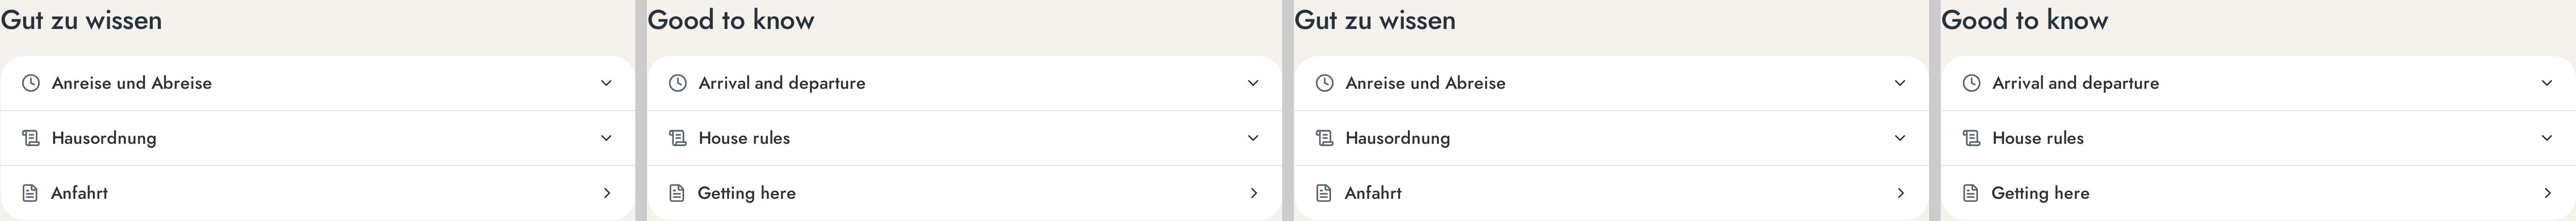 Gut zu wissen
Anreise und Abreise
Hausordnung
Anfahrt
Good to know
Arrival and departure
House rules
Getting here
Gut zu wissen
Anreise und Abreise
Hausordnung
Anfahrt
Good to know
Arrival and departure
House rules
Getting here